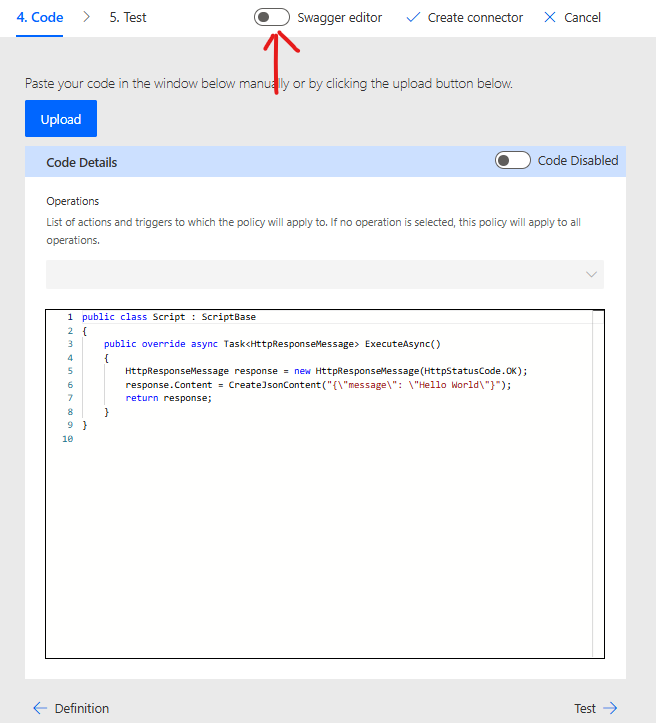 4. Code > 5. Test Swagger editor Create connector Cancel
Paste your code in the window below manually or by clicking the upload button below.
Upload
Code Details Code Disabled
Operations
List of actions and triggers to which the policy will apply to. If no operation is selected, this policy will apply to all
operations.
1 public class Script : ScriptBase
2 {
3     public override async Task<HttpResponseMessage> ExecuteAsync()
4     {
5         HttpResponseMessage response = new HttpResponseMessage(HttpStatusCode.OK);
6         response.Content = CreateJsonContent("{\"message\": \"Hello World\"}");
7         return response;
8     }
9 }
10
Definition Test